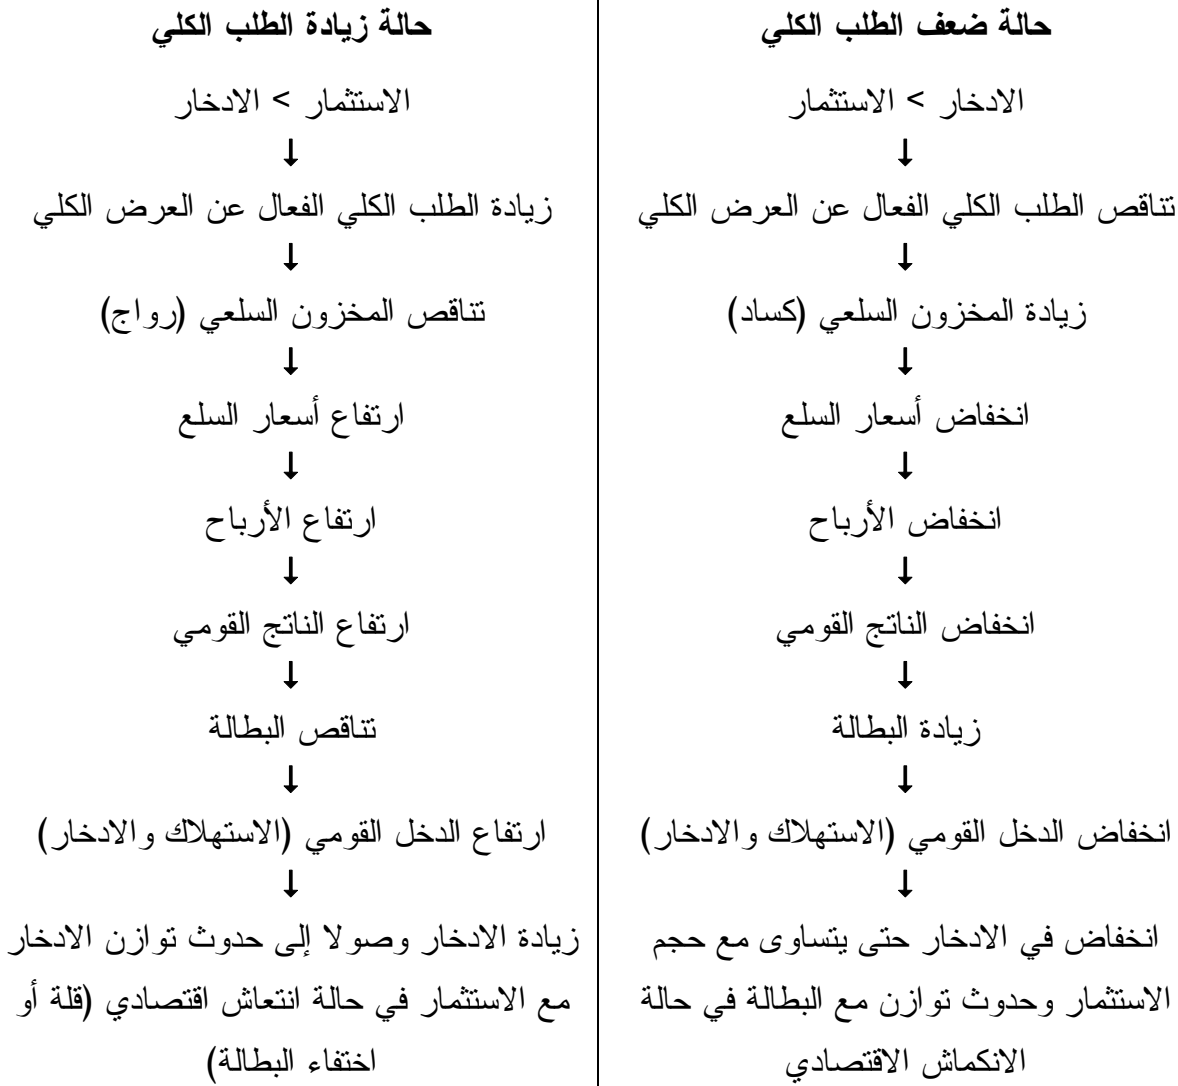 حالة ضعف الطلب الكلي
الادخار > الاستثمار
↓
تناقص الطلب الكلي الفعال عن العرض الكلي
↓
زيادة المخزون السلعي (كساد)
↓
انخفاض أسعار السلع
↓
انخفاض الأرباح
↓
انخفاض الناتج القومي
↓
زيادة البطالة
↓
انخفاض الدخل القومي (الاستهلاك والادخار)
↓
انخفاض في الادخار حتى يتساوى مع حجم
الاستثمار وحدوث توازن مع البطالة في حالة
الانكماش الاقتصادي
حالة زيادة الطلب الكلي
الاستثمار > الادخار
↓
زيادة الطلب الكلي الفعال عن العرض الكلي
↓
تناقص المخزون السلعي (رواج)
↓
ارتفاع أسعار السلع
↓
ارتفاع الأرباح
↓
ارتفاع الناتج القومي
↓
تناقص البطالة
↓
ارتفاع الدخل القومي (الاستهلاك والادخار)
↓
زيادة الادخار وصولا إلى حدوث توازن الادخار
مع الاستثمار في حالة انتعاش اقتصادي (قلة أو
اختفاء البطالة)